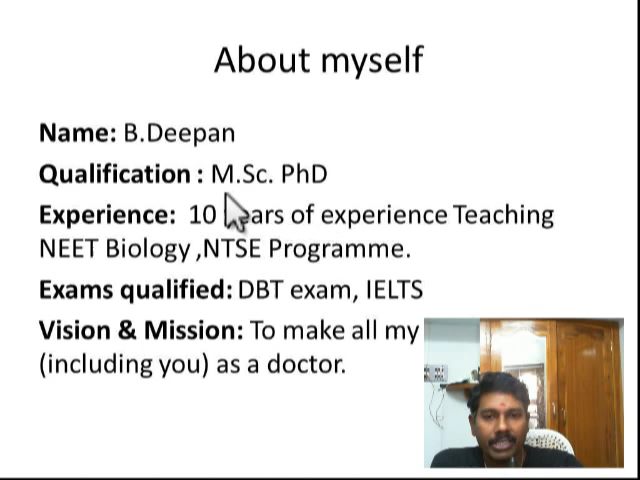 About myself
Name: B.Deepan
Qualification : M.Sc. PhD
Experience: 10 of experience Teaching
NEET Biology ,NTSE Programme.
Exams qualified: DBT exam, IELTS
Vision & Mission: To make all my
(including you) as a doctor.